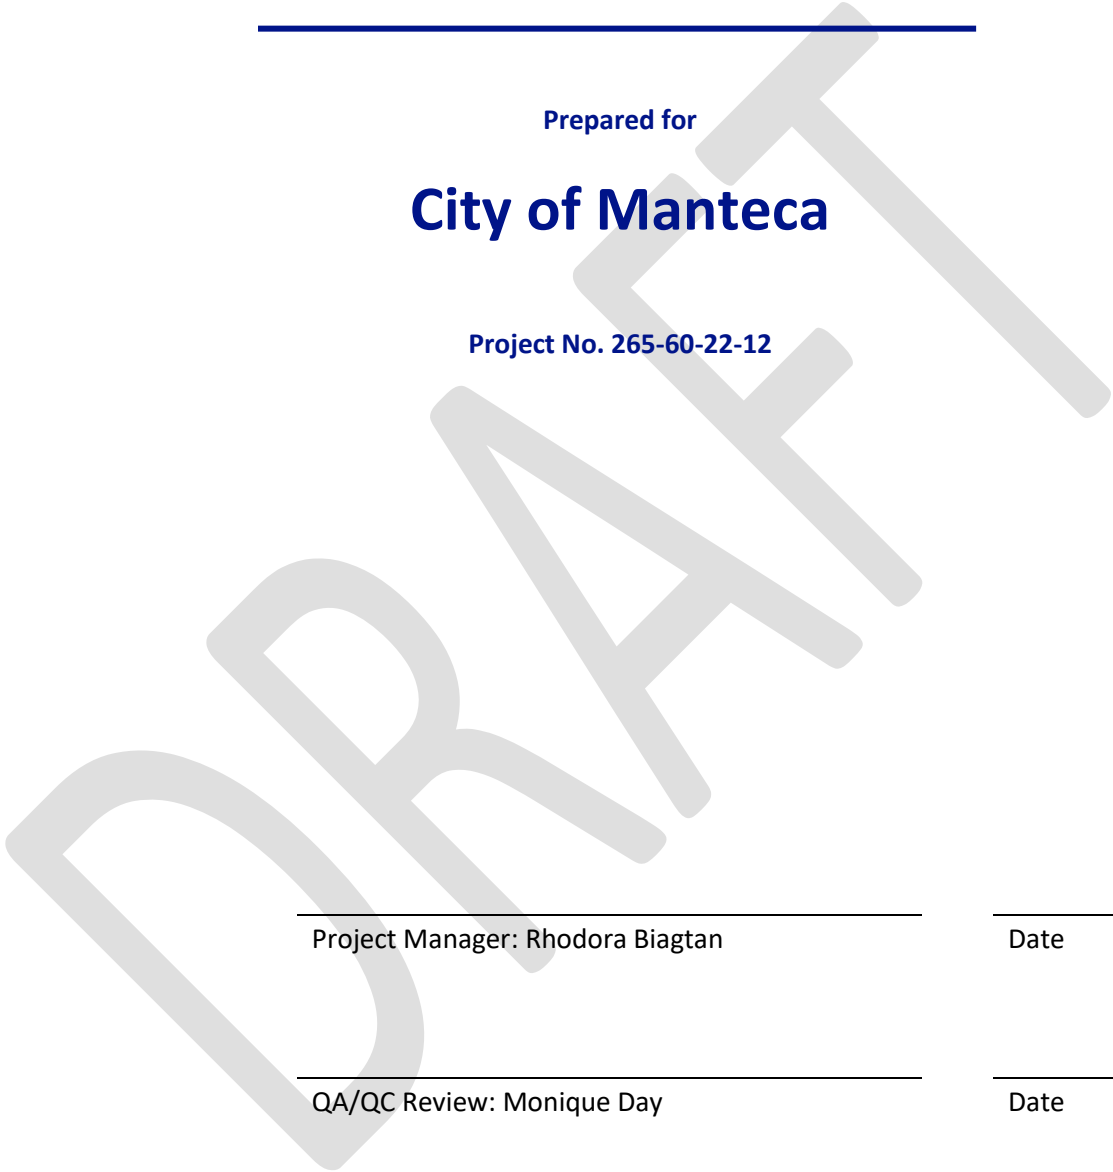 Prepared for
City of Manteca
Project No. 265-60-22-12
DRAFT
Project Manager: Rhodora Biagtan Date
QA/QC Review: Monique Day Date